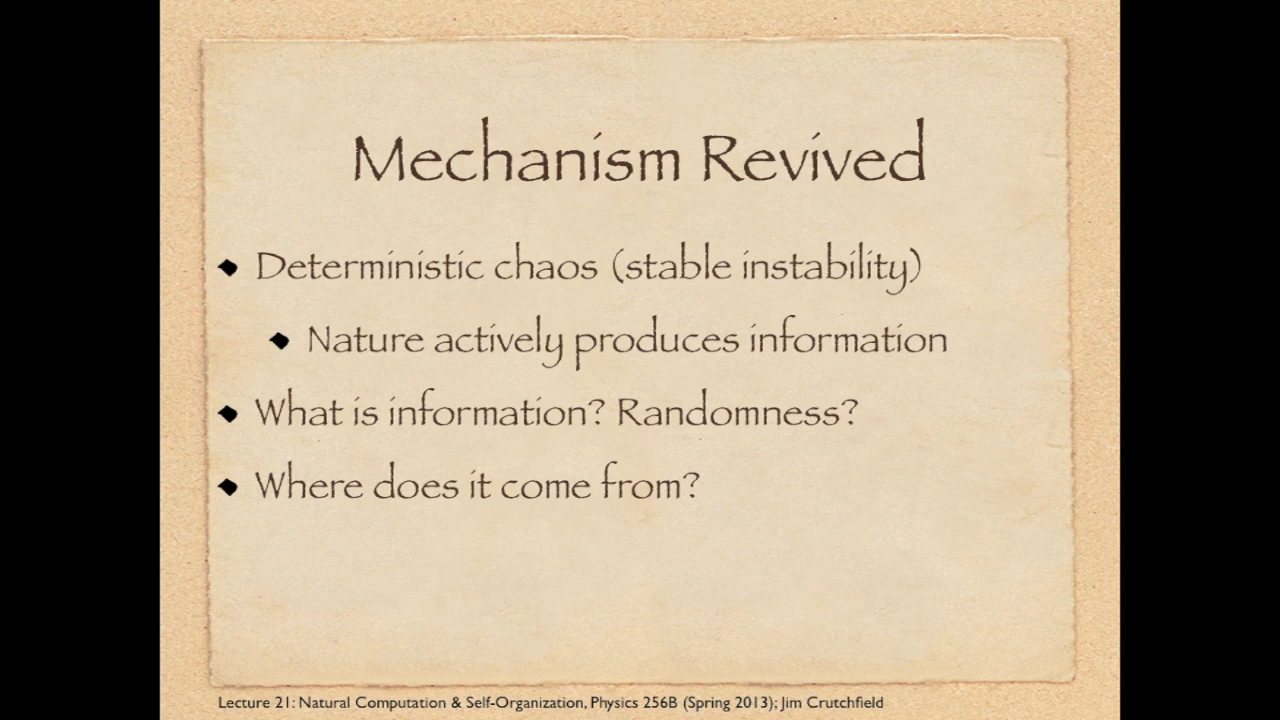 Mechanism Revived
Deterministic chaos (stable instability)
Nature actively produces information
What is information? Randomness?
Where does it come from?
Lecture 21: Natural Computation & Self-Organization, Physics 256B (Spring 2013); Jim Crutchfield